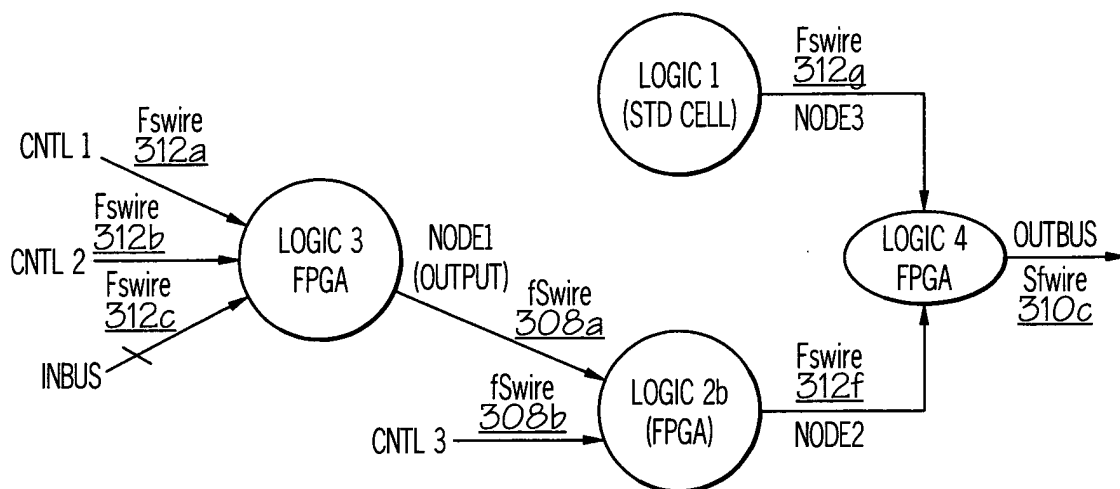 CNTL 1
Fswire
312a
CNTL 2
Fswire
312b
Fswire
312c
INBUS
LOGIC 3
FPGA
NODE1
(OUTPUT)
fSwire
308a
CNTL 3
fSwire
308b
LOGIC 2b
(FPGA)
LOGIC 1
(STD CELL)
Fswire
312g
NODE3
Fswire
312f
NODE2
LOGIC 4
FPGA
OUTBUS
Sfwire
310c